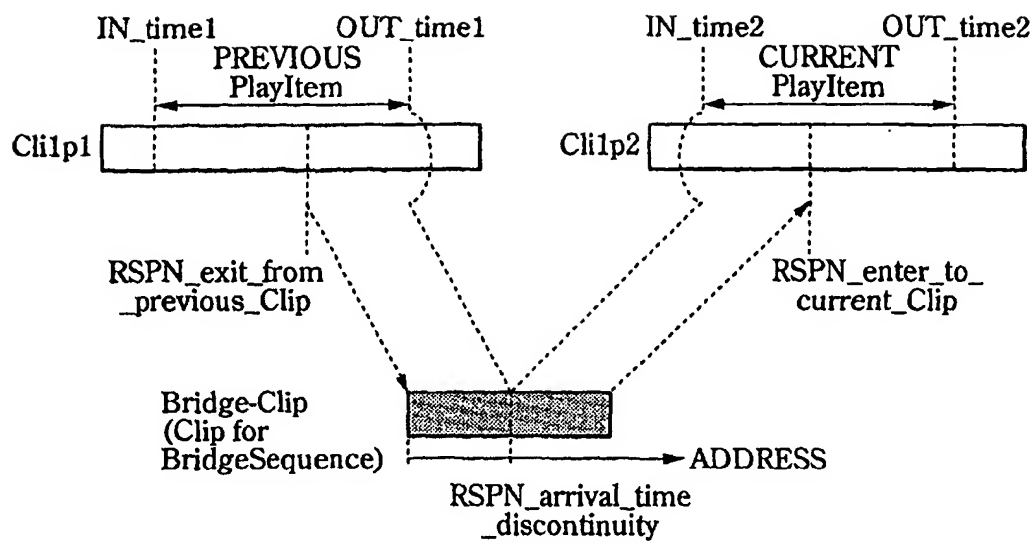 IN_time1
OUT_time1
IN_time2
OUT_time2
PREVIOUS
PlayItem
CURRENT
PlayItem
Cli1p1
Cli1p2
RSPN_exit_from
_previous_Clip
RSPN_enter_to_
current_Clip
Bridge-Clip
(Clip for
BridgeSequence)
ADDRESS
RSPN_arrival_time
_discontinuity